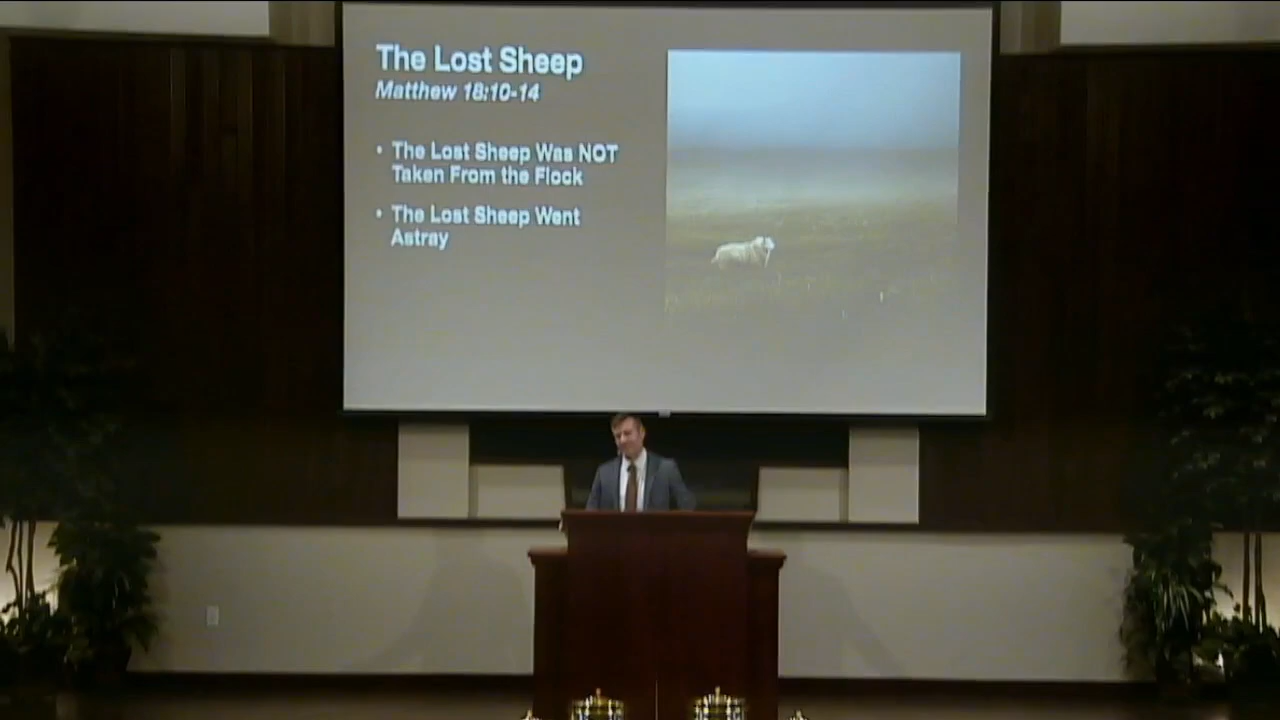 The Lost Sheep
Matthew 18:10-14
• The Lost Sheep Was NOT
Taken From the Flock
• The Lost Sheep Went
Astray